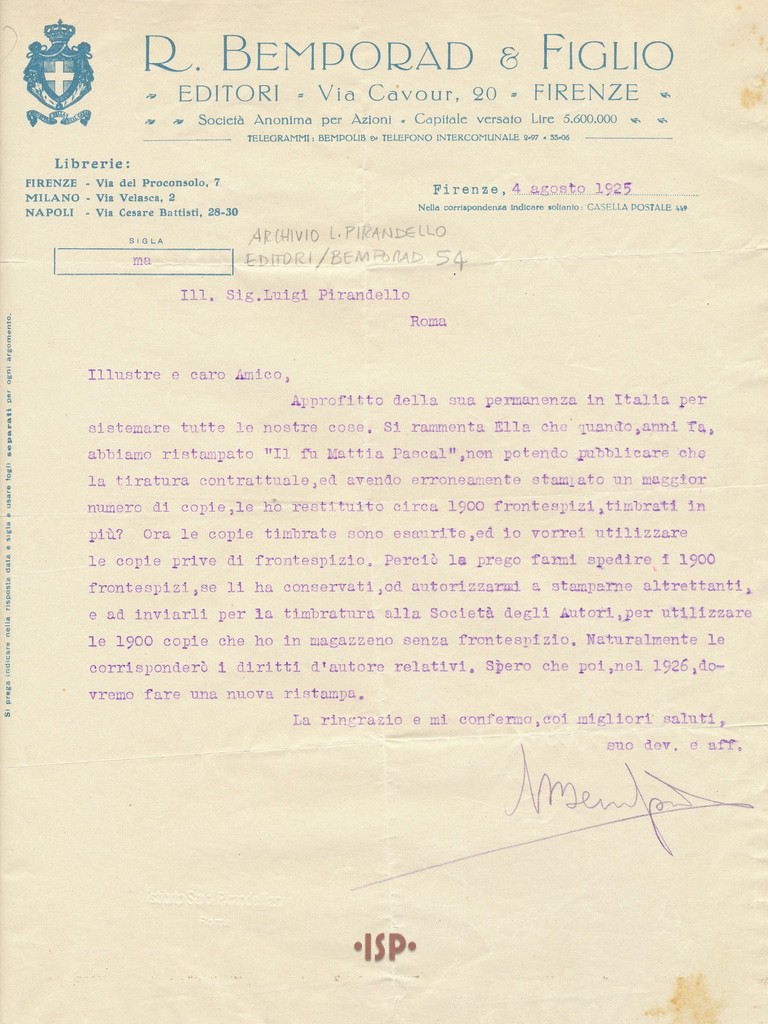 R. BEMPORAD & FIGLIO
EDITORI = Via Cavour, 20 = FIRENZE
Società Anonima per Azioni • Capitale versato Lire 5.600.000
TELEGRAMMI: BEMPOLIB TELEFONO INTERCOMUNALE 2-97 - 35-06
Librerie:
FIRENZE - Via del Proconsolo, 7
MILANO - Via Velasca, 2
NAPOLI - Via Cesare Battisti, 28-30
Firenze, 4 agosto 1925
Nella corrispondenza indicare soltanto: CASELLA POSTALE 449
SIGLA
ma
ARCHIVIO L. PIRANDELLO
EDITORI/BEMPORAD 54
Ill. Sig.Luigi Pirandello
Roma
Illustre e caro Amico,
Approfitto della sua permanenza in Italia per
sistemare tutte le nostre cose. Si rammenta Ella che quando,anni fa,
abbiamo ristampato "Il fu Mattia Pascal",non potendo pubblicare che
la tiratura contrattuale,ed avendo erroneamente stampato un maggior
numero di copie,le ho restituito circa 1900 frontespizi,timbrati in
più? Ora le copie timbrate sono esaurite,ed io vorrei utilizzare
le copie prive di frontespizio. Perciò la prego farmi spedire i 1900
frontespizi,se li ha conservati,od autorizzarmi a stamparne altrettanti,
e ad inviarli per la timbratura alla Società degli Autori,per utilizzare
le 1900 copie che ho in magazzeno senza frontespizio. Naturalmente le
corrisponderò i diritti d'autore relativi. Spero che poi,nel 1926,do-
vremo fare una nuova ristampa.
La ringrazio e mi confermo,coi migliori saluti,
suo dev. e aff.
Si prega indicare nella risposta data e sigla e usare fogli separati per ogni argomento.
Roma
•ISP•